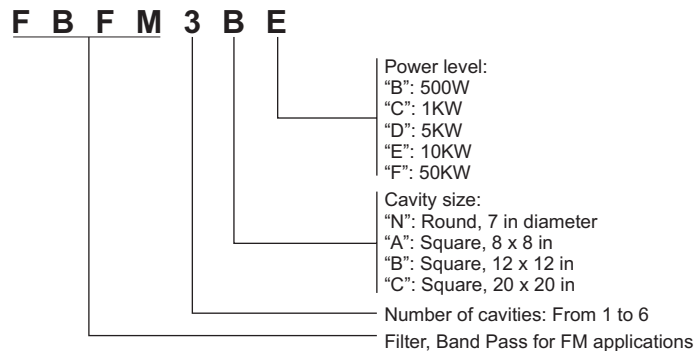 F B F M 3 B E
Power level:
“B”: 500W
“C”: 1KW
“D”: 5KW
“E”: 10KW
“F”: 50KW
Cavity size:
“N”: Round, 7 in diameter
“A”: Square, 8 x 8 in
“B”: Square, 12 x 12 in
“C”: Square, 20 x 20 in
Number of cavities: From 1 to 6
Filter, Band Pass for FM applications